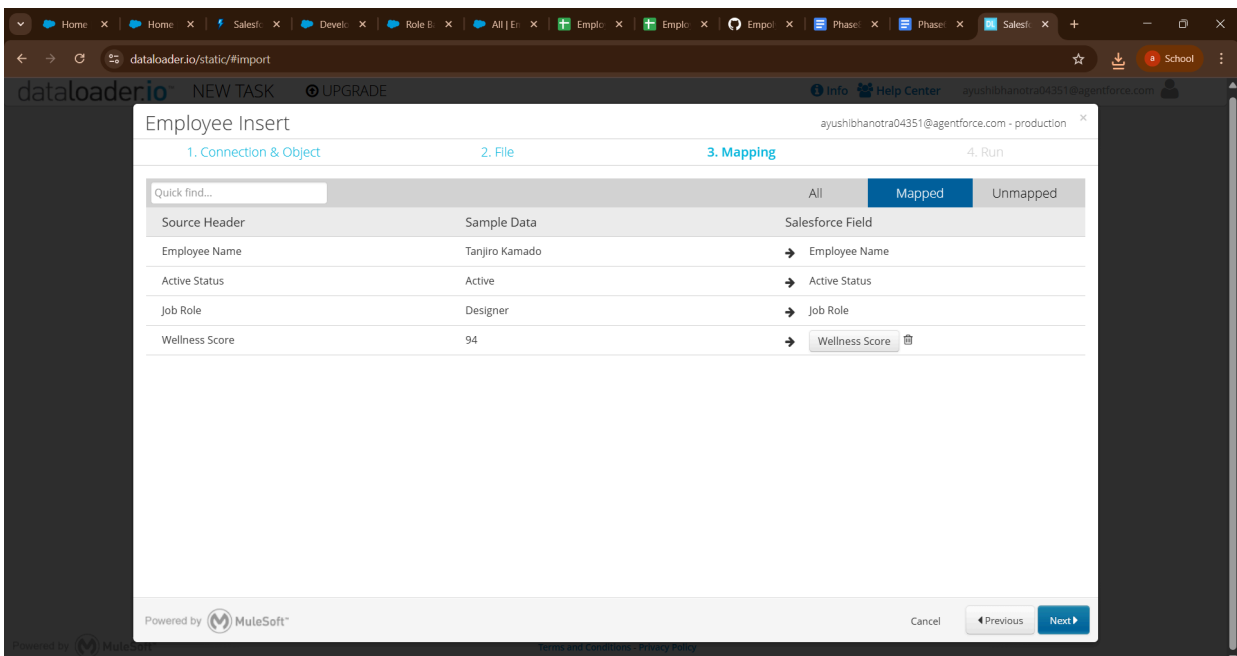 Home Home Salesfo Develo Role B All | En Emplo Emplo Empol Phase Phase Salesfo
dataloader.io/static/#import School
dataloader.io NEW TASK UPGRADE Info Help Center ayushibhanotra04351@agentforce.com
Employee Insert ayushibhanotra04351@agentforce.com - production
1. Connection & Object 2. File 3. Mapping 4. Run
Quick find... All Mapped Unmapped
Source Header Sample Data Salesforce Field
Employee Name Tanjiro Kamado Employee Name
Active Status Active Active Status
Job Role Designer Job Role
Wellness Score 94 Wellness Score
Powered by MuleSoft™ Cancel Previous Next
Powered by MuleSoft Terms and Conditions - Privacy Policy